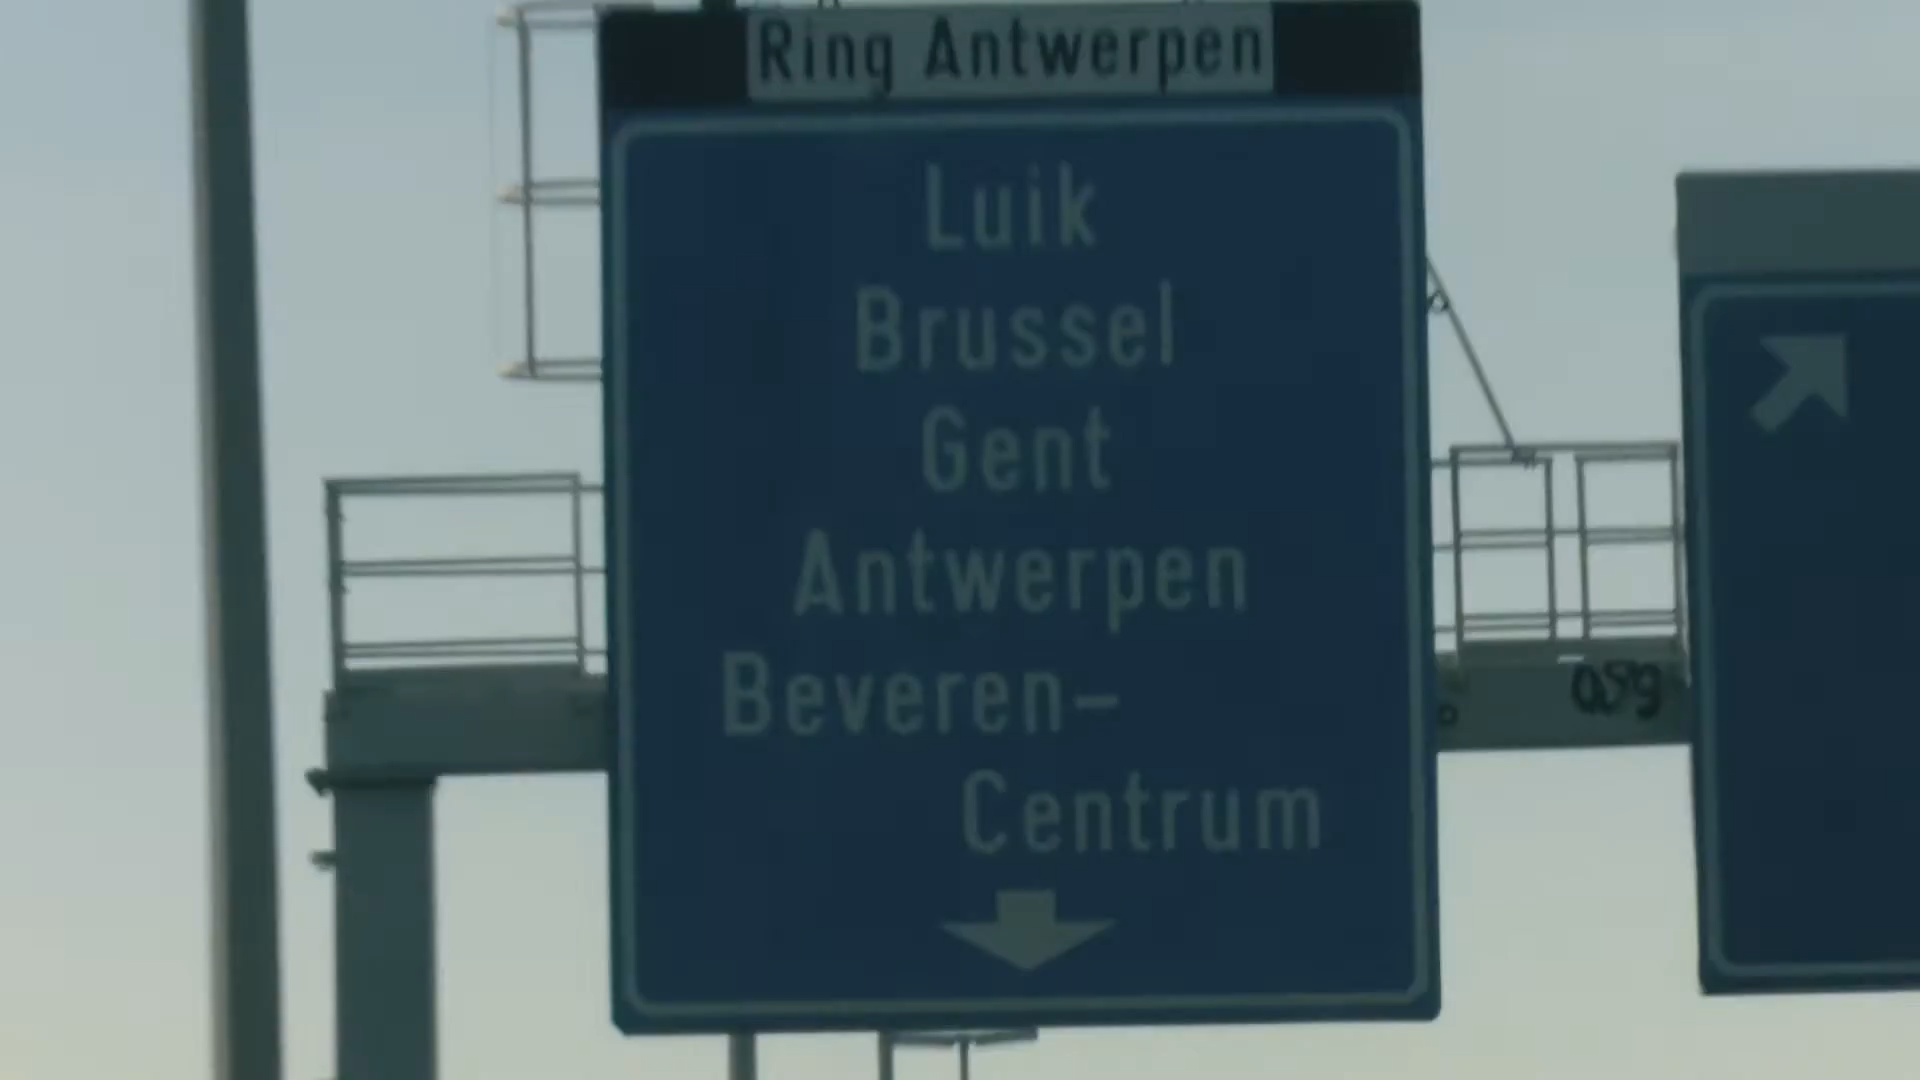 Ring Antwerpen
Luik
Brussel
Gent
Antwerpen
Beveren-
Centrum